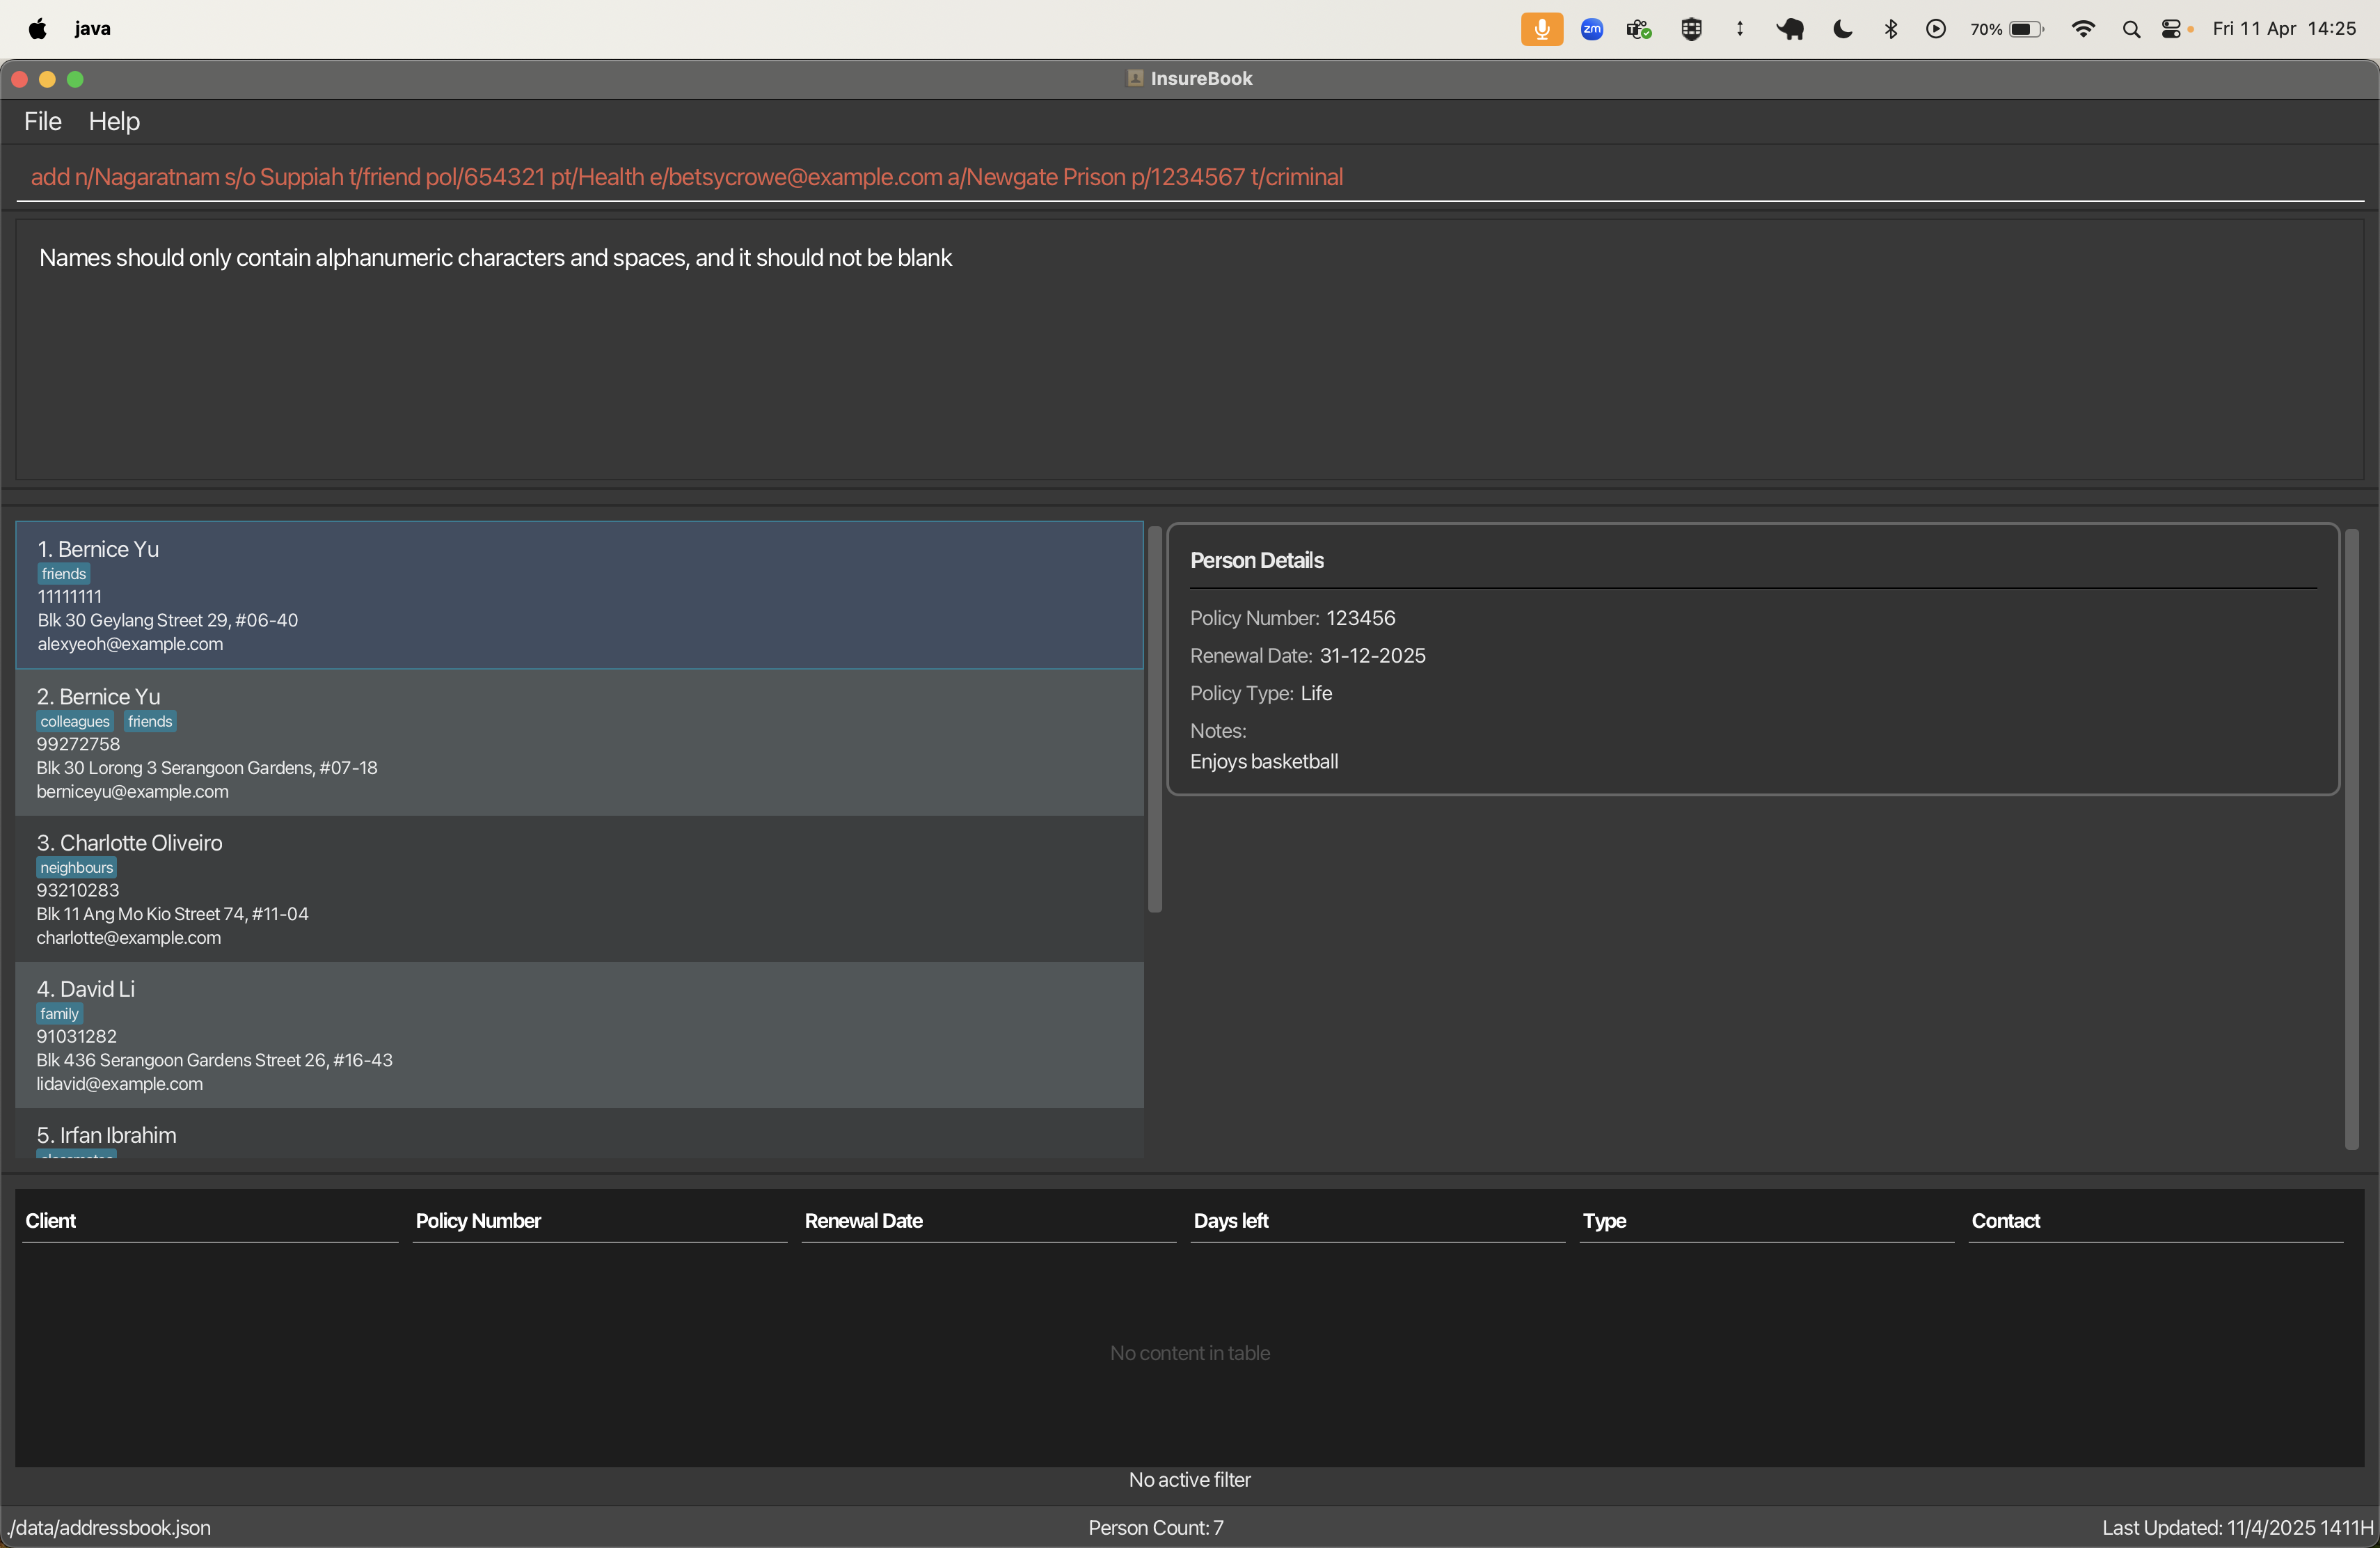 java
zm
70%
Fri 11 Apr 14:25
InsureBook
File Help
add n/Nagaratnam s/o Suppiah t/friend pol/654321 pt/Health e/betsycrowe@example.com a/Newgate Prison p/1234567 t/criminal
Names should only contain alphanumeric characters and spaces, and it should not be blank
1. Bernice Yu
friends
11111111
Blk 30 Geylang Street 29, #06-40
alexyeoh@example.com
2. Bernice Yu
colleagues friends
99272758
Blk 30 Lorong 3 Serangoon Gardens, #07-18
berniceyu@example.com
3. Charlotte Oliveiro
neighbours
93210283
Blk 11 Ang Mo Kio Street 74, #11-04
charlotte@example.com
4. David Li
family
91031282
Blk 436 Serangoon Gardens Street 26, #16-43
lidavid@example.com
5. Irfan Ibrahim
Person Details
Policy Number: 123456
Renewal Date: 31-12-2025
Policy Type: Life
Notes:
Enjoys basketball
Client Policy Number Renewal Date Days left Type Contact
No content in table
No active filter
./data/addressbook.json
Person Count: 7
Last Updated: 11/4/2025 1411H